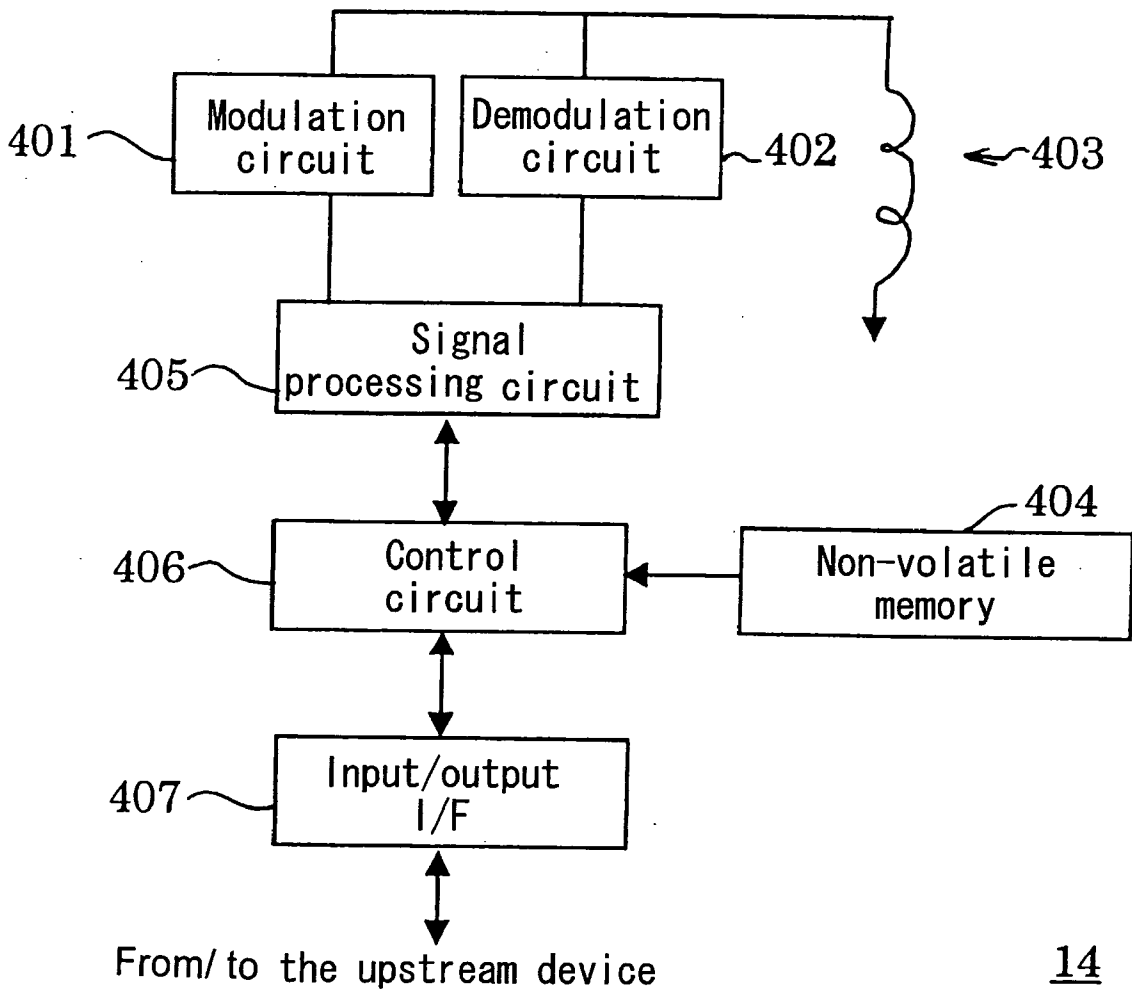 401
Modulation
circuit
Demodulation
circuit
402
403
405
Signal
processing circuit
404
406
Control
circuit
Non-volatile
memory
407
Input/output
I/F
From/ to the upstream device
14